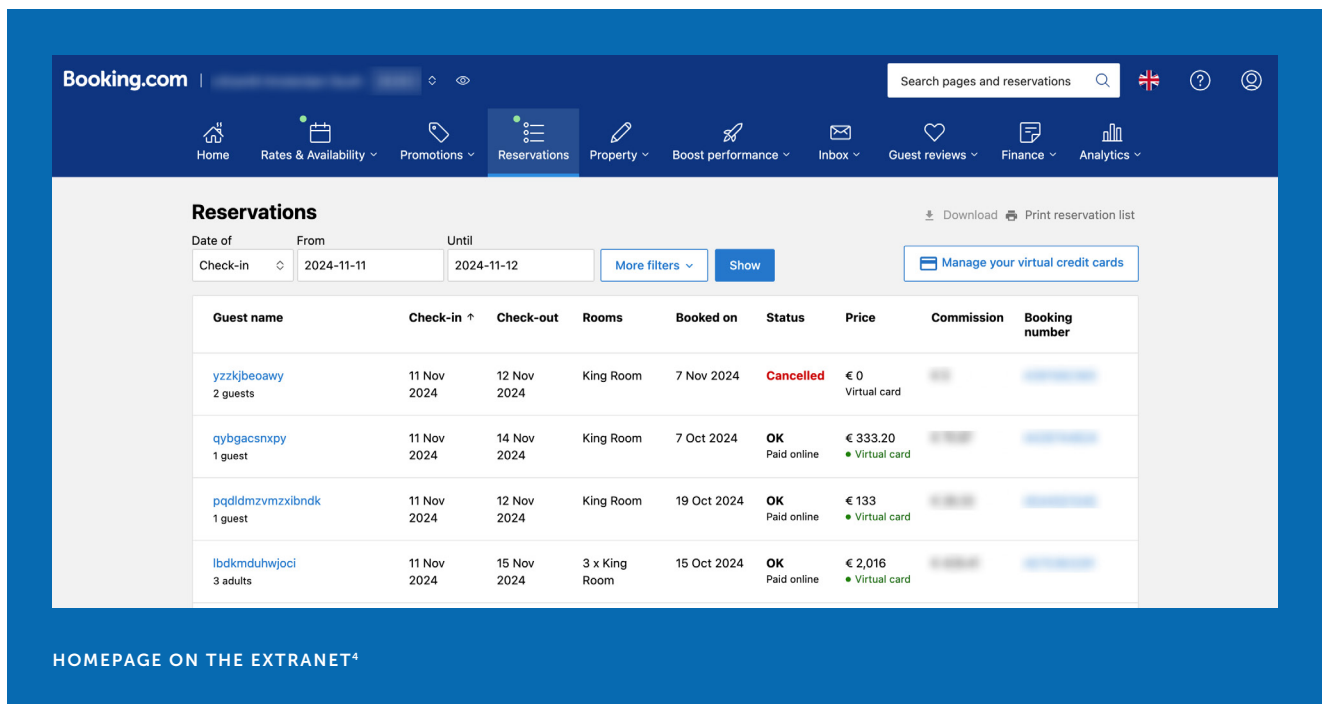 Booking.com |
Search pages and reservations
Home Rates & Availability Promotions Reservations Property Boost performance Inbox Guest reviews Finance Analytics
Reservations
Download Print reservation list
Date of From Until
Check-in 2024-11-11 2024-11-12 More filters Show Manage your virtual credit cards
Guest name Check-in ↑ Check-out Rooms Booked on Status Price Commission Booking
number
yzzkjbeoawy 11 Nov 12 Nov King Room 7 Nov 2024 Cancelled € 0
2 guests 2024 2024 Virtual card
qybgacsnxpy 11 Nov 14 Nov King Room 7 Oct 2024 OK € 333.20
1 guest 2024 2024 Paid online • Virtual card
pqdldmzvmzxibndk 11 Nov 12 Nov King Room 19 Oct 2024 OK € 133
1 guest 2024 2024 Paid online • Virtual card
lbdkmduhwjoci 11 Nov 15 Nov 3 x King 15 Oct 2024 OK € 2,016
3 adults 2024 2024 Room Paid online • Virtual card
HOMEPAGE ON THE EXTRANET⁴